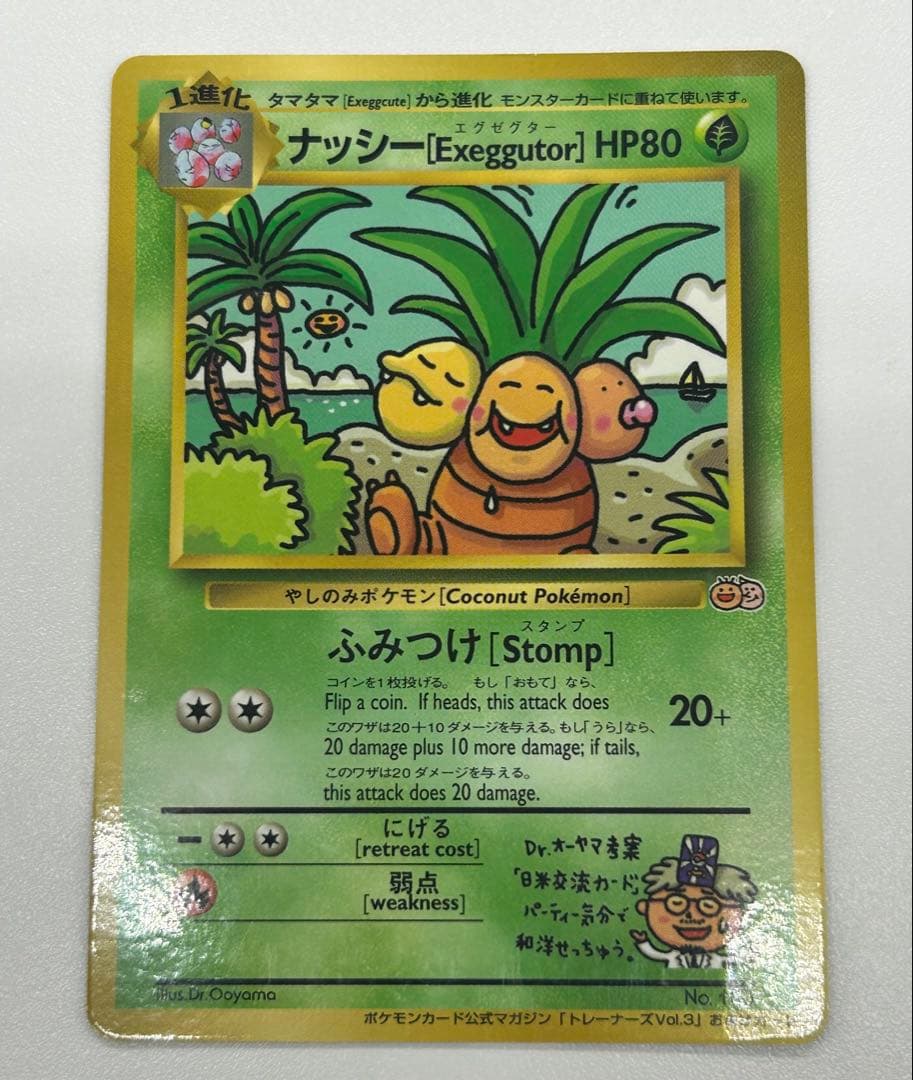 1進化
タマタマ[Exeggcute]から進化 モンスターカードに重ねて使います。
エグゼグター
ナッシー[Exeggutor] HP80
やしのみポケモン[Coconut Pokémon]
スタンプ
ふみつけ[Stomp]
コインを1枚投げる。 もし「おもて」なら、
Flip a coin. If heads, this attack does
20+
このワザは20+10ダメージを与える。もし「うら」なら、
20 damage plus 10 more damage; if tails,
このワザは20ダメージを与える。
this attack does 20 damage.
にげる
[retreat cost]
弱点
[weakness]
Dr.オーヤマ考案
「日米交流カード」
パーティー気分で
和洋せっちゅう。
Illus.Dr.Ooyama
No.
ポケモンカード公式マガジン「トレーナーズVol.3」